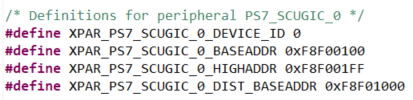 /* Definitions for peripheral PS7_SCUGIC_0 */
#define XPAR_PS7_SCUGIC_0_DEVICE_ID 0
#define XPAR_PS7_SCUGIC_0_BASEADDR 0xF8F00100
#define XPAR_PS7_SCUGIC_0_HIGHADDR 0xF8F001FF
#define XPAR_PS7_SCUGIC_0_DIST_BASEADDR 0xF8F01000